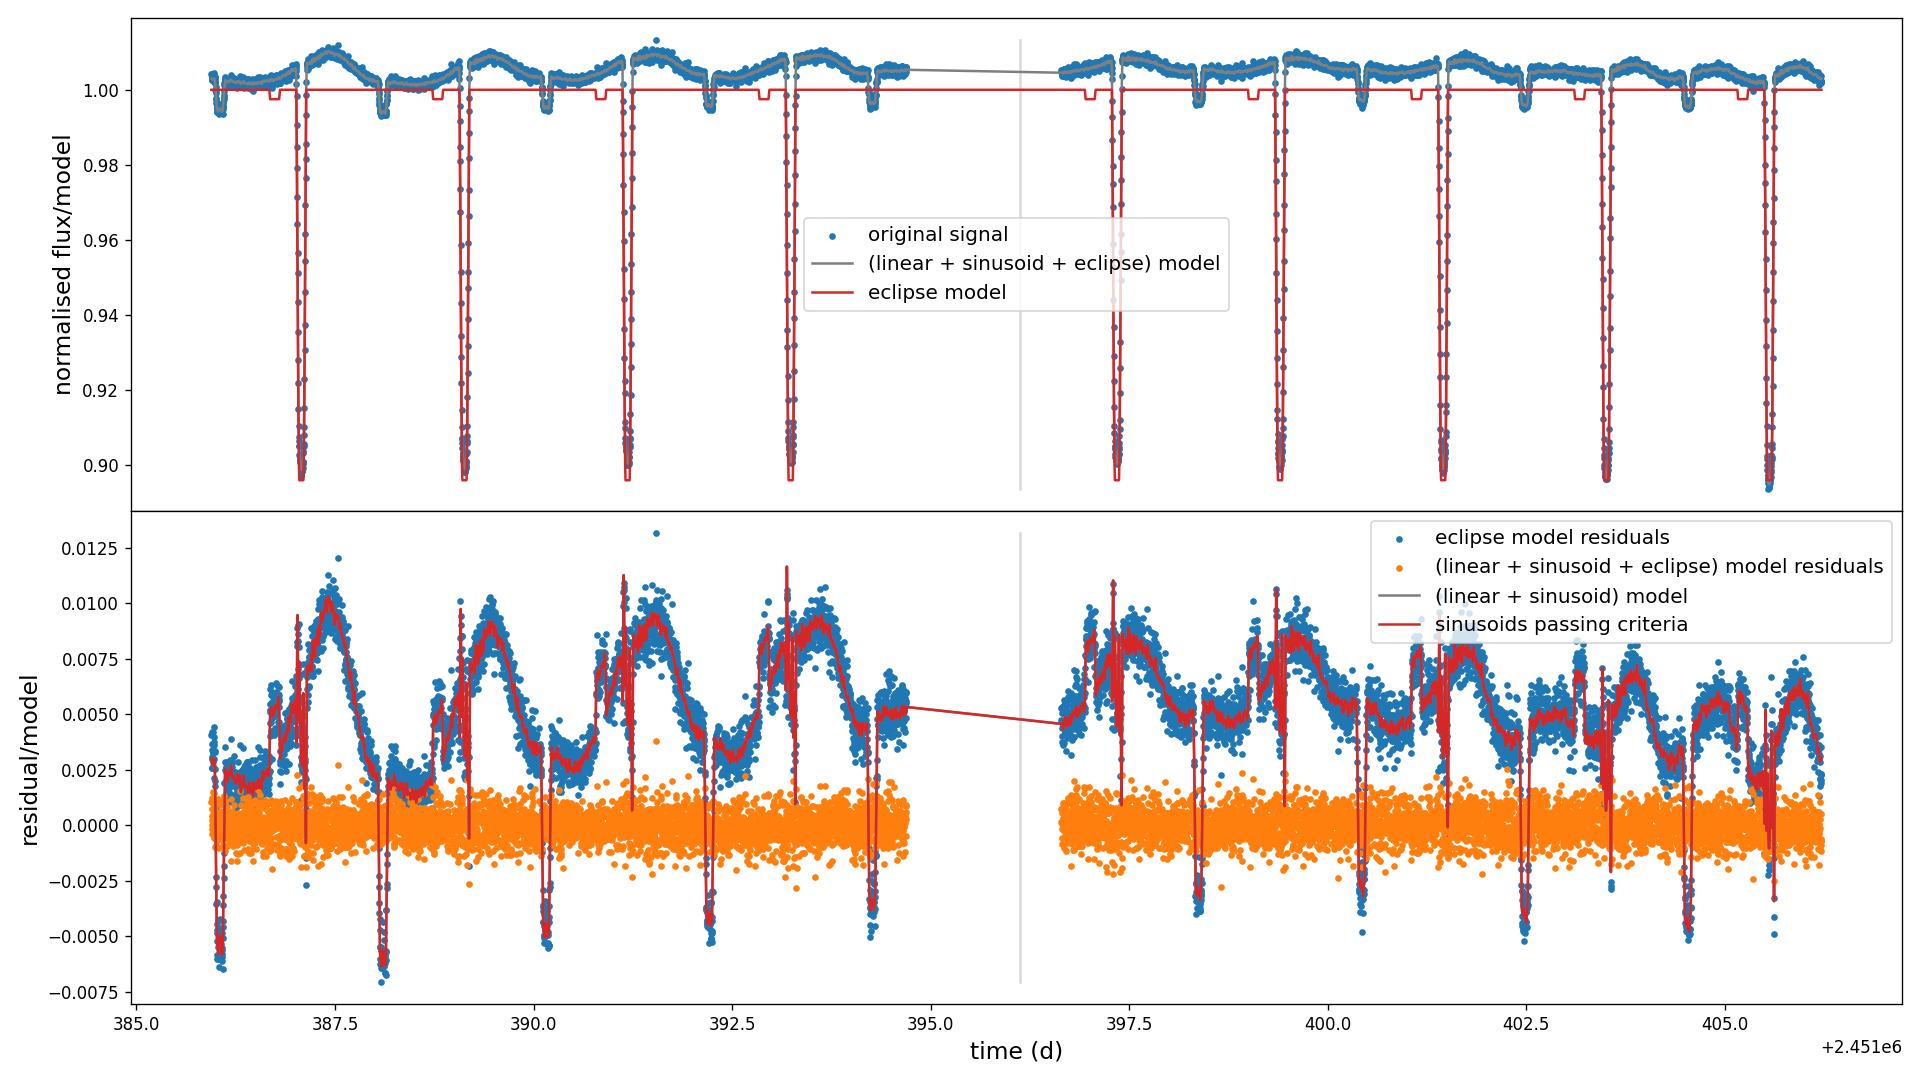 normalised flux/model
1.00
0.98
0.96
0.94
0.92
0.90
original signal
(linear + sinusoid + eclipse) model
eclipse model
residual/model
0.0125
0.0100
0.0075
0.0050
0.0025
0.0000
−0.0025
−0.0050
−0.0075
eclipse model residuals
(linear + sinusoid + eclipse) model residuals
(linear + sinusoid) model
sinusoids passing criteria
385.0 387.5 390.0 392.5 395.0 397.5 400.0 402.5 405.0
time (d)
+2.451e6